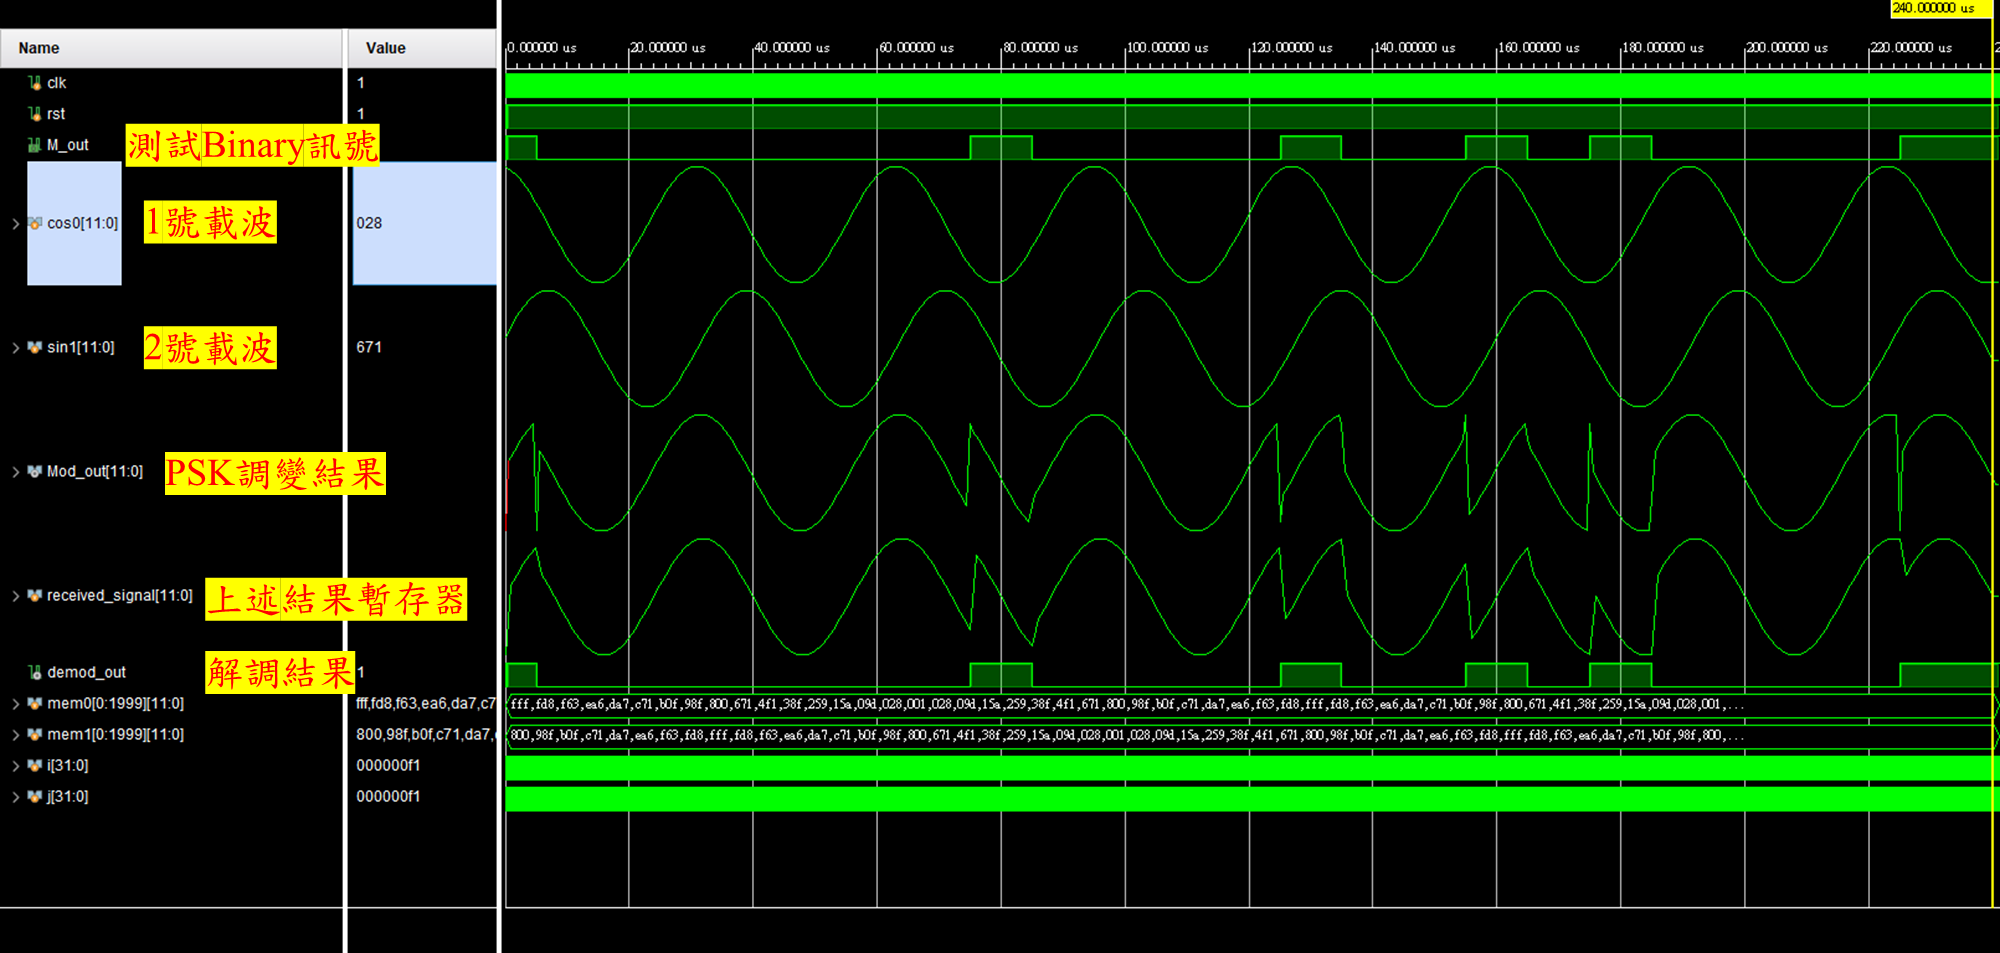 240.000000 us
Name Value
0.000000 us 20.000000 us 40.000000 us 60.000000 us 80.000000 us 100.000000 us 120.000000 us 140.000000 us 160.000000 us 180.000000 us 200.000000 us 220.000000 us 2
clk 1
rst 1
M_out 測試Binary訊號
cos0[11:0] 1號載波 028
sin1[11:0] 2號載波 671
Mod_out[11:0] PSK調變結果
received_signal[11:0] 上述結果暫存器
demod_out 解調結果 1
mem0[0:1999][11:0] fff,fd8,f63,ea6,da7,c7 fff,fd8,f63,ea6,da7,c71,b0f,98f,800,671,4f1,38f,259,15a,09d,028,001,028,09d,15a,259,38f,4f1,671,800,98f,b0f,c71,da7,ea6,f63,fd8,fff,fd8,f63,ea6,da7,c71,b0f,98f,800,671,4f1,38f,259,15a,09d,028,001,...
mem1[0:1999][11:0] 800,98f,b0f,c71,da7, 800,98f,b0f,c71,da7,ea6,f63,fd8,fff,fd8,f63,ea6,da7,c71,b0f,98f,800,671,4f1,38f,259,15a,09d,028,001,028,09d,15a,259,38f,4f1,671,800,98f,b0f,c71,da7,ea6,f63,fd8,fff,fd8,f63,ea6,da7,c71,b0f,98f,800,...
i[31:0] 000000f1
j[31:0] 000000f1